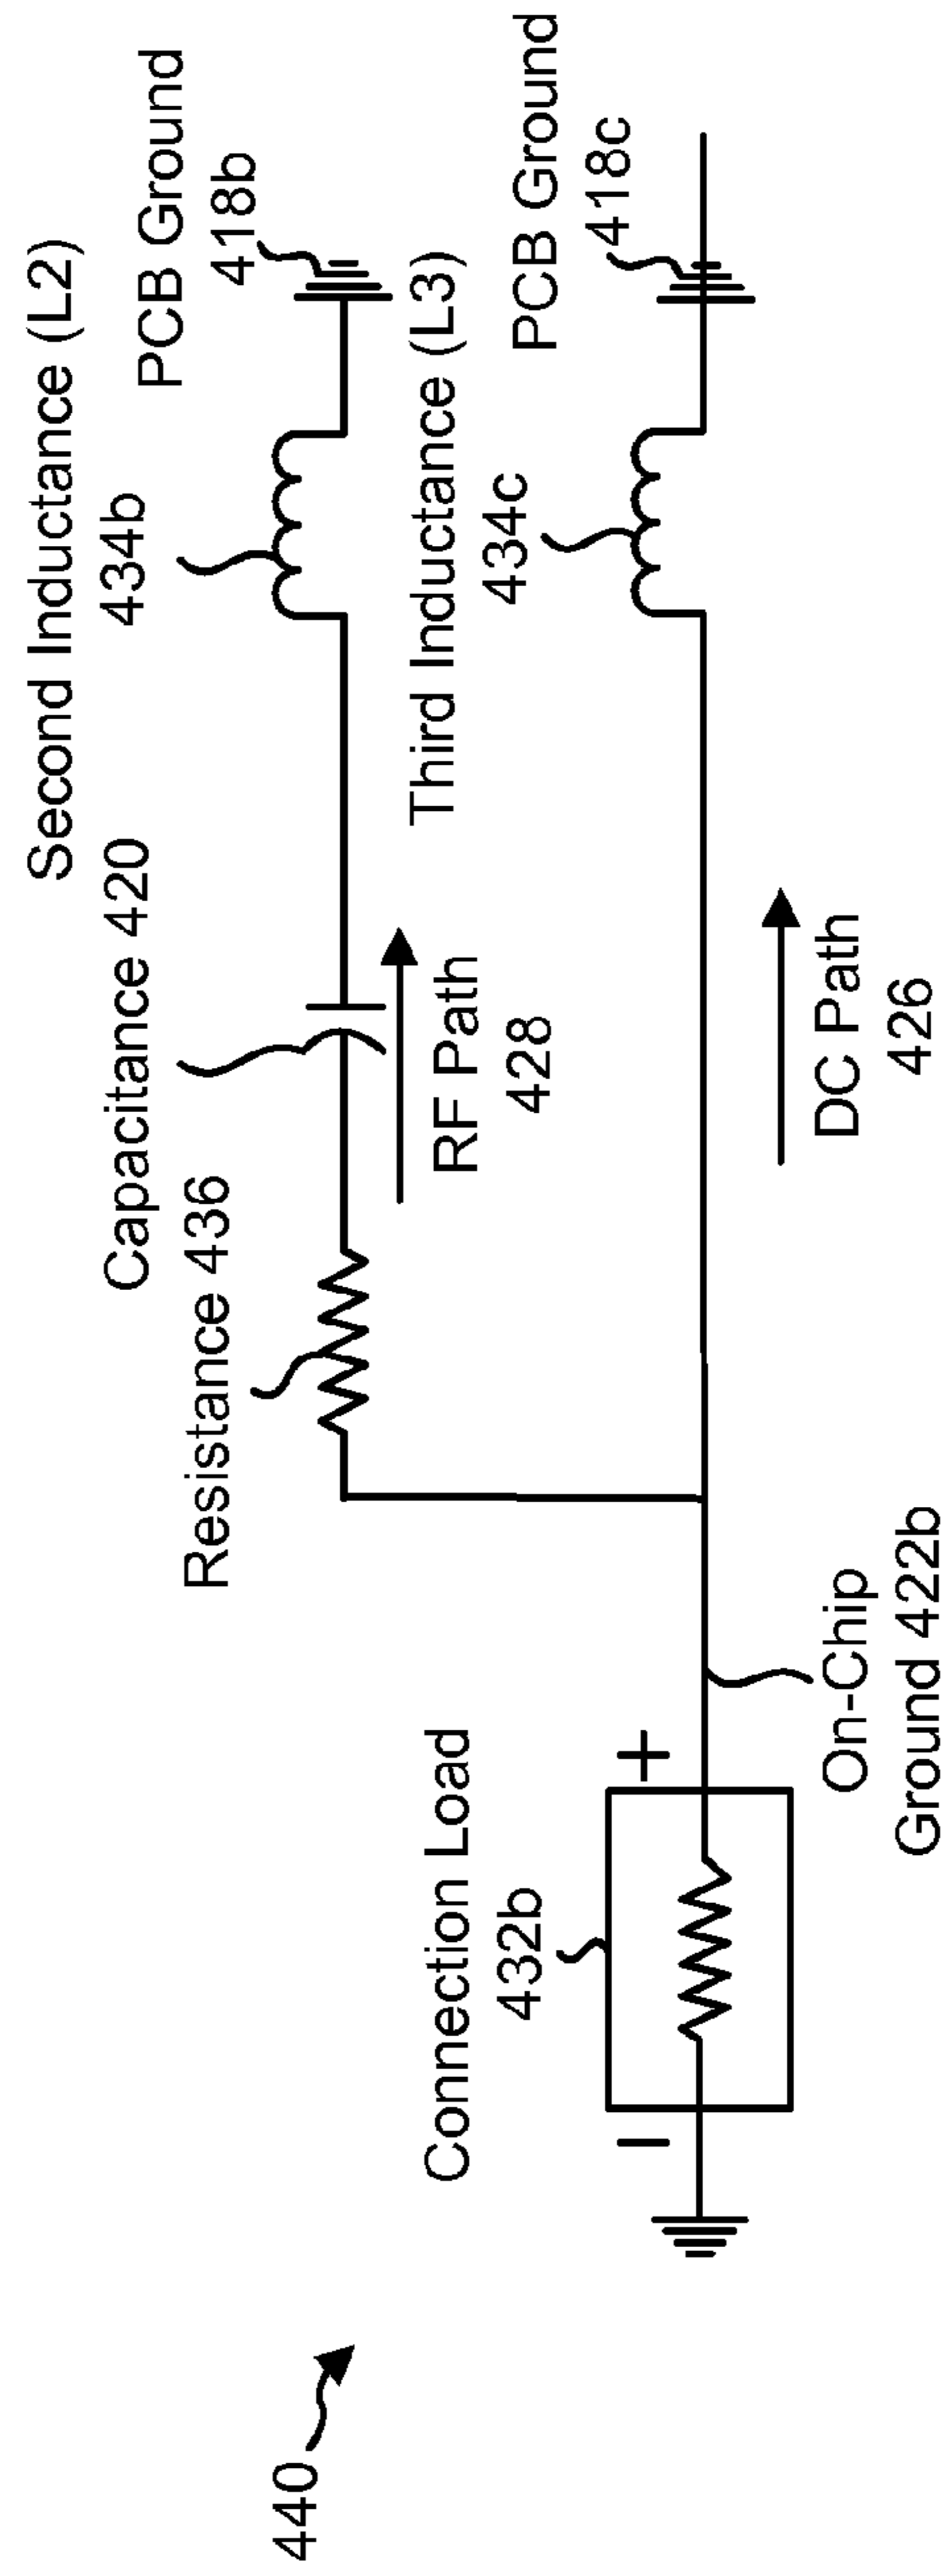 Second Inductance (L2)
434b
PCB Ground
418b
Capacitance 420
Resistance 436
RF Path
428
Third Inductance (L3)
434c
PCB Ground
418c
Connection Load
432b
+
−
On-Chip
Ground 422b
DC Path
426
440